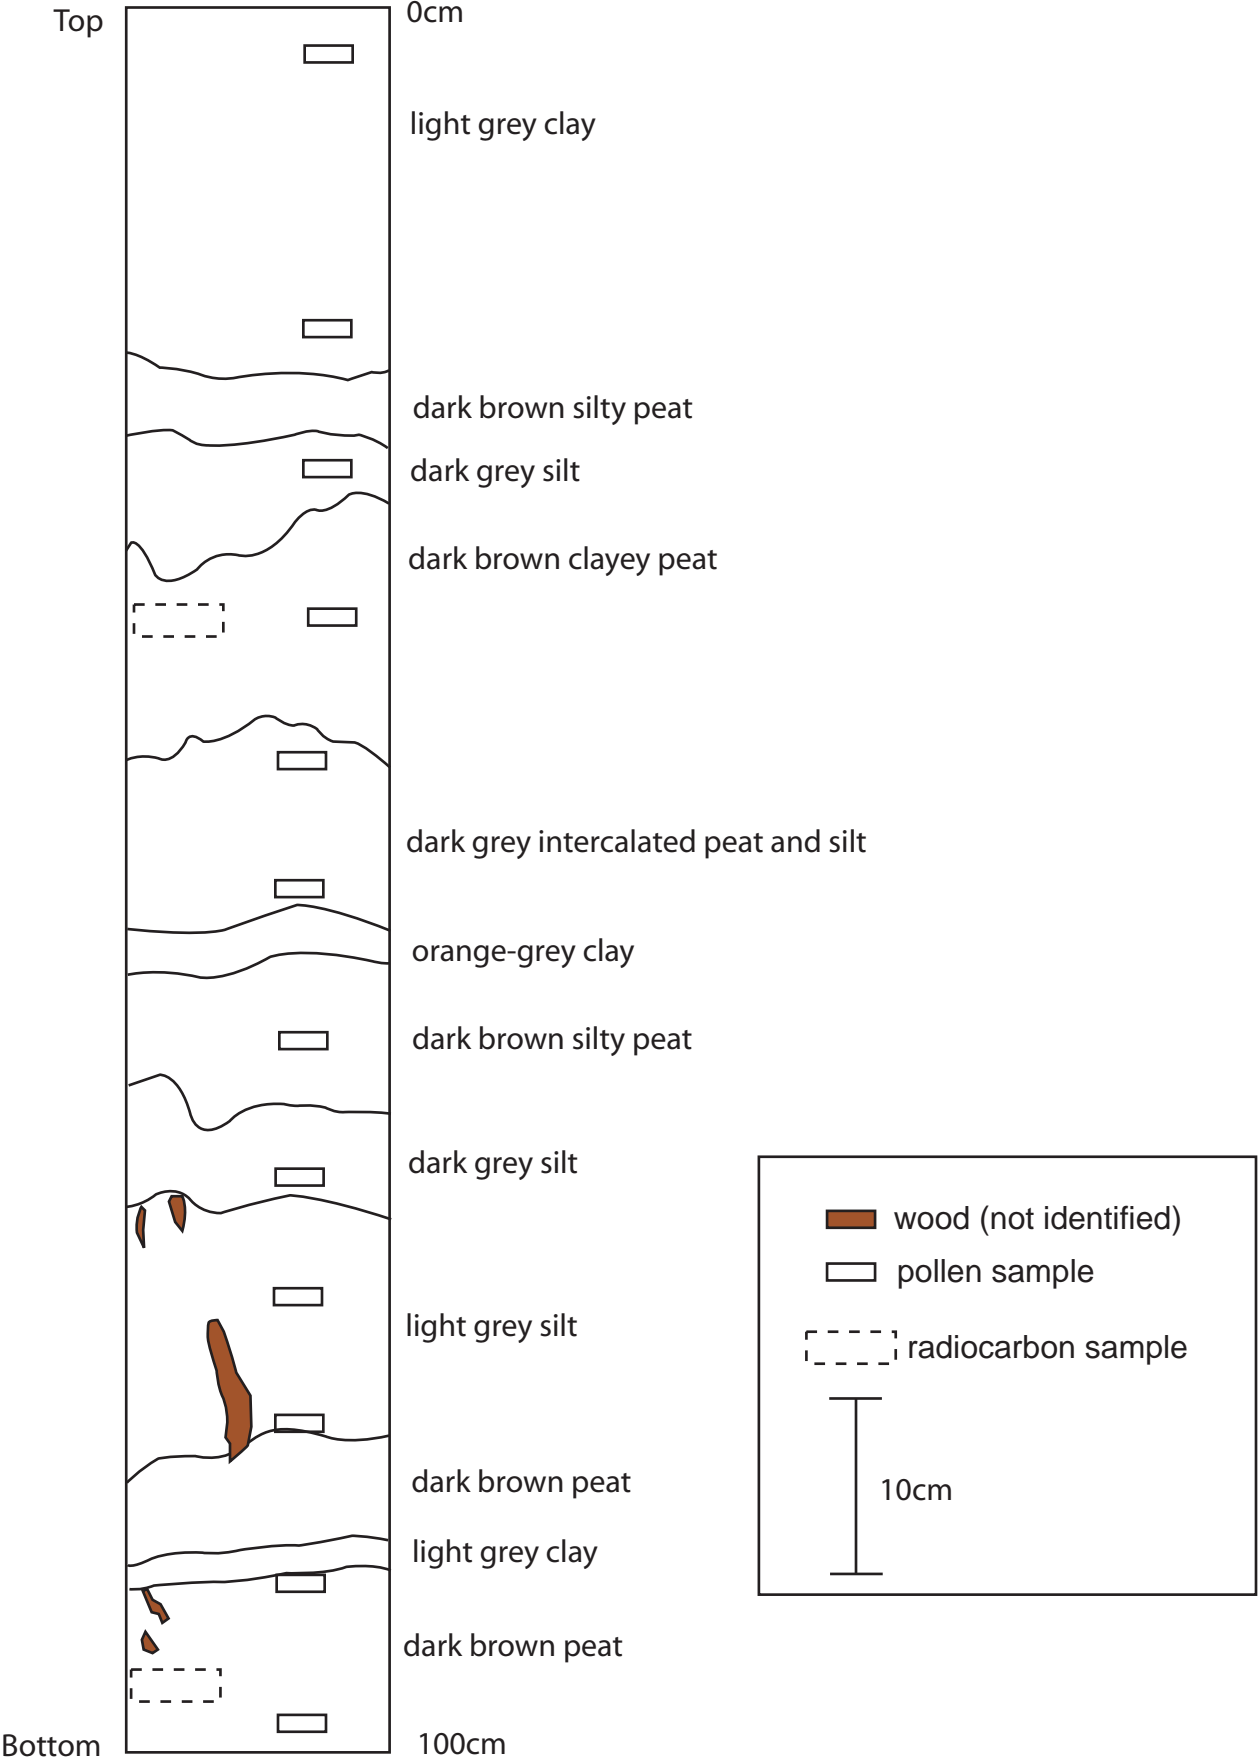 Top
0cm
light grey clay
dark brown silty peat
dark grey silt
dark brown clayey peat
dark grey intercalated peat and silt
orange-grey clay
dark brown silty peat
dark grey silt
light grey silt
dark brown peat
light grey clay
dark brown peat
Bottom
100cm
wood (not identified)
pollen sample
radiocarbon sample
10cm